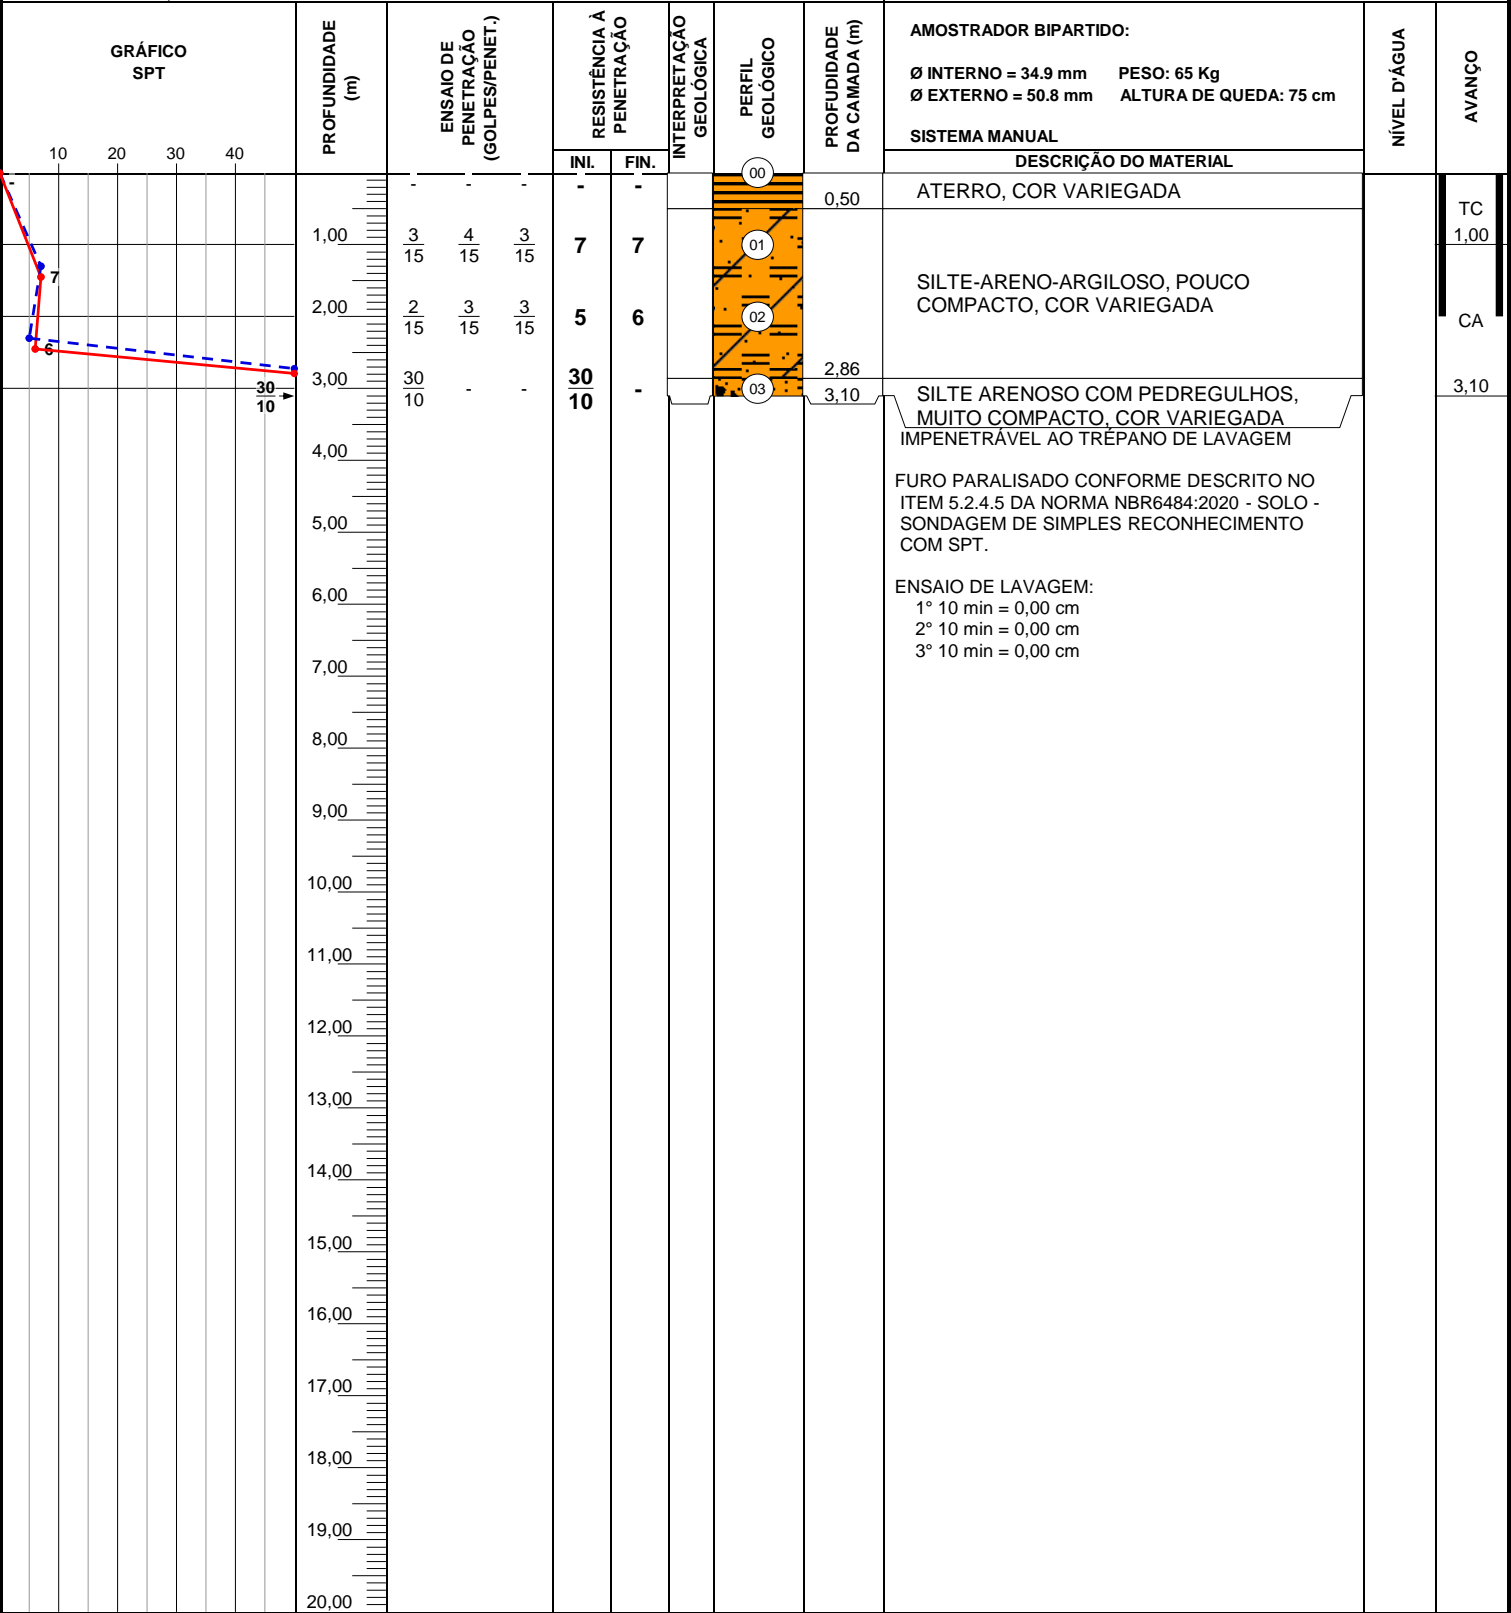 GRÁFICO
SPT
10 20 30 40
PROFUNDIDADE
(m)
ENSAIO DE
PENETRAÇÃO
(GOLPES/PENET.)
RESISTÊNCIA À
PENETRAÇÃO
INI. FIN.
INTERPRETAÇÃO
GEOLÓGICA
PERFIL
GEOLÓGICO
PROFUDIDADE
DA CAMADA (m)
AMOSTRADOR BIPARTIDO:
Ø INTERNO = 34.9 mm PESO: 65 Kg
Ø EXTERNO = 50.8 mm ALTURA DE QUEDA: 75 cm
SISTEMA MANUAL
DESCRIÇÃO DO MATERIAL
NÍVEL D'ÁGUA
AVANÇO
- - - - - - 00
0,50 ATERRO, COR VARIEGADA
TC
1,00 3/15 4/15 3/15 7 7 01 1,00
7
SILTE-ARENO-ARGILOSO, POUCO
COMPACTO, COR VARIEGADA
2,00 2/15 3/15 3/15 5 6 02 CA
6
2,86
3,00 30/10 - - 30/10 - 03 3,10
30/10
3,10 SILTE ARENOSO COM PEDREGULHOS,
MUITO COMPACTO, COR VARIEGADA
IMPENETRÁVEL AO TRÉPANO DE LAVAGEM
4,00
FURO PARALISADO CONFORME DESCRITO NO
ITEM 5.2.4.5 DA NORMA NBR6484:2020 - SOLO -
SONDAGEM DE SIMPLES RECONHECIMENTO
COM SPT.
5,00
ENSAIO DE LAVAGEM:
1° 10 min = 0,00 cm
2° 10 min = 0,00 cm
3° 10 min = 0,00 cm
6,00
7,00
8,00
9,00
10,00
11,00
12,00
13,00
14,00
15,00
16,00
17,00
18,00
19,00
20,00